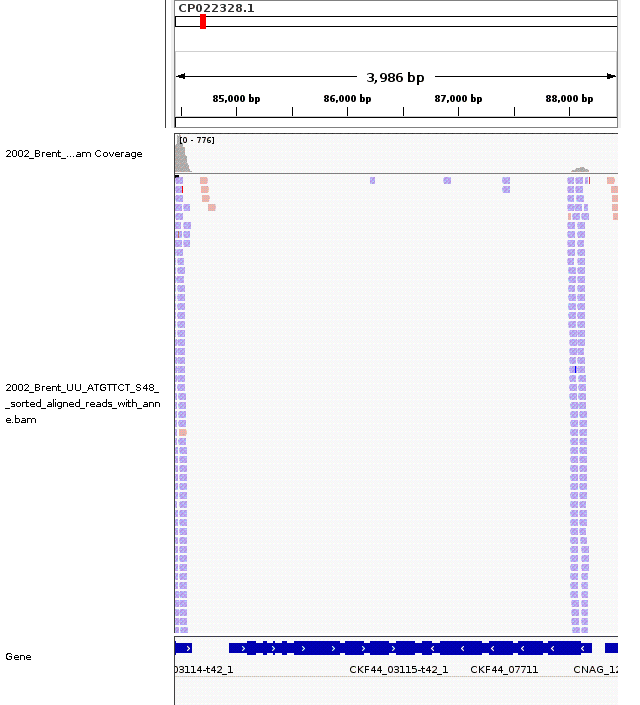 CP022328.1
3,986 bp
85,000 bp 86,000 bp 87,000 bp 88,000 bp
[0 - 776]
2002_Brent_...am Coverage
2002_Brent_UU_ATGTTCT_S48_
_sorted_aligned_reads_with_ann
e.bam
Gene
03114-t42_1 CKF44_03115-t42_1 CKF44_07711 CNAG_12